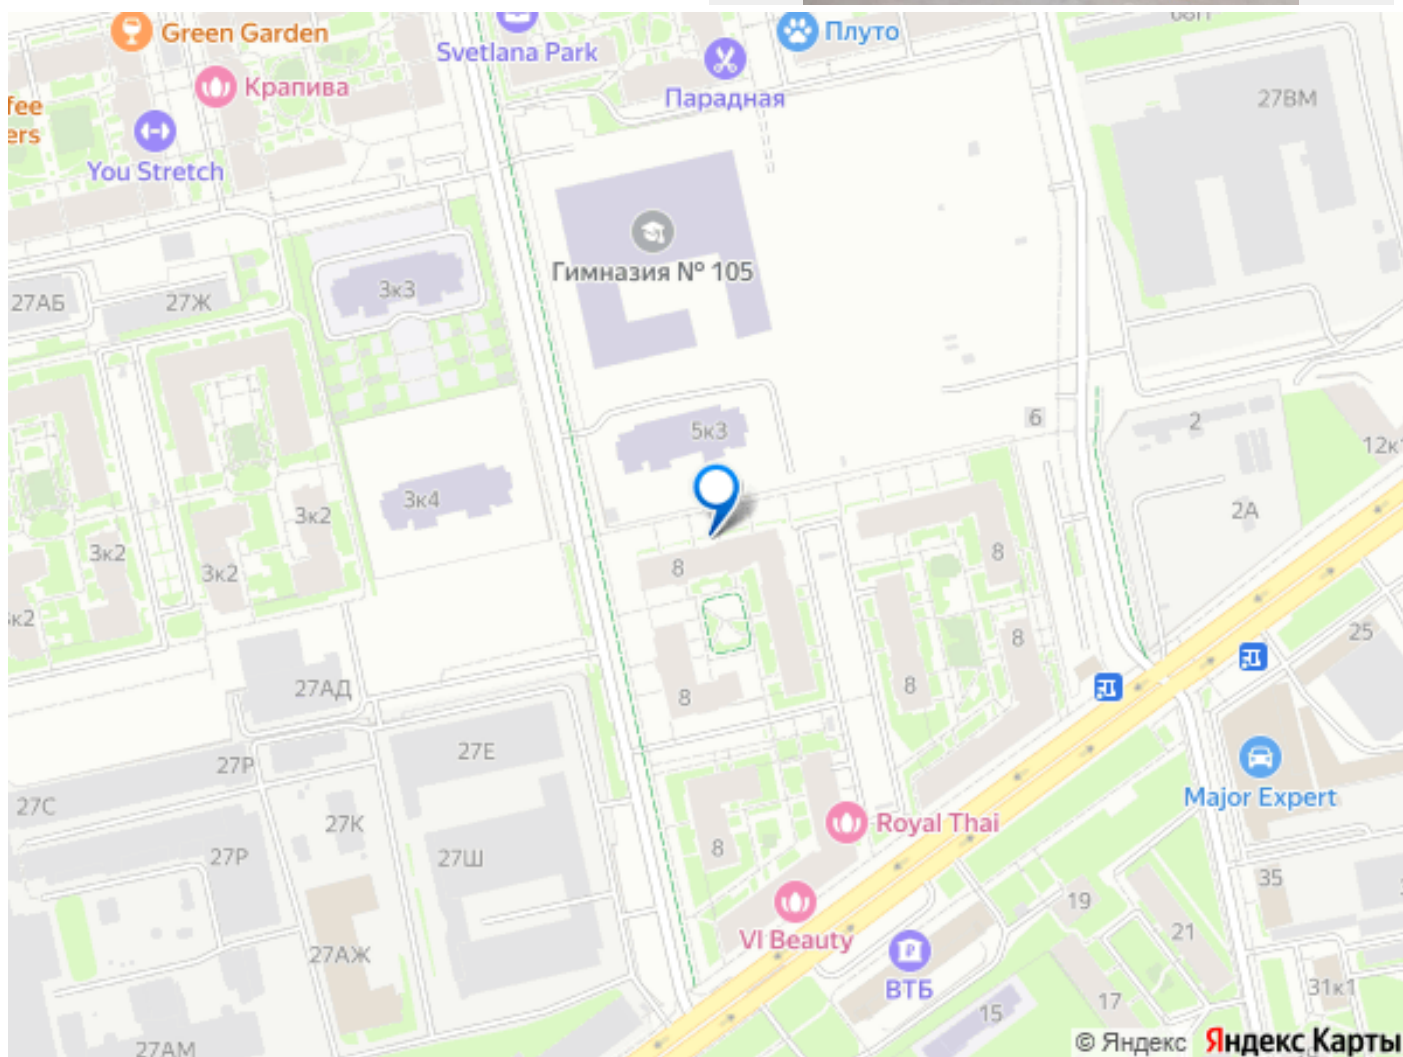 Green Garden
Svetlana Park
Плуто
Крапива
Парадная
27ВМ
fee
ers
You Stretch
Гимназия № 105
3к3
27АБ
27Ж
5к3
6
2
12к1
3к4
3к2
2А
3к2
3к2
8
8
к2
8
25
27АД
8
8
27Е
27Р
27С
Major Expert
27К
Royal Thai
27Р
27Ш
8
35
19
VI Beauty
21
27АЖ
ВТБ
31к1
17
15
27АМ
© Яндекс Яндекс Карты